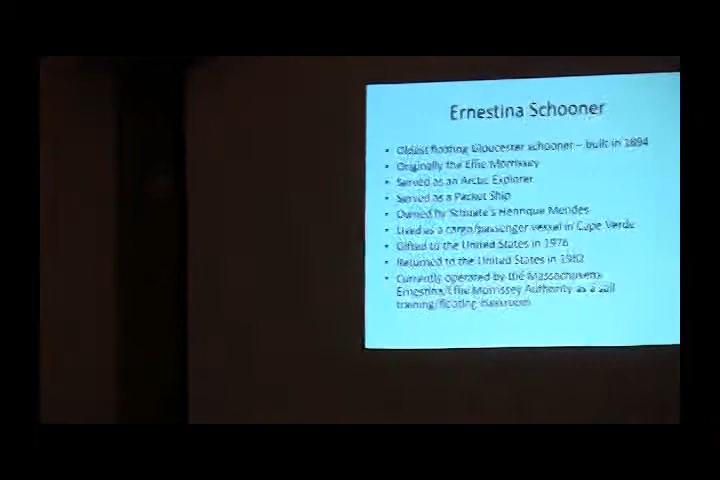 Ernestina Schooner
• Oldest floating Gloucester schooner – built in 1894
• Originally the Effie Morrissey
• Served as an Arctic Explorer
• Served as a Packet Ship
• Owned by Schuate's Henrique Mendes
• Lived as a cargo/passenger vessel in Cape Verde
• Gifted to the United States in 1976
• Returned to the United States in 1982
• Currently operated by the Massachusetts
Ernestina/Effie Morrissey Authority as a sail
training/floating classroom